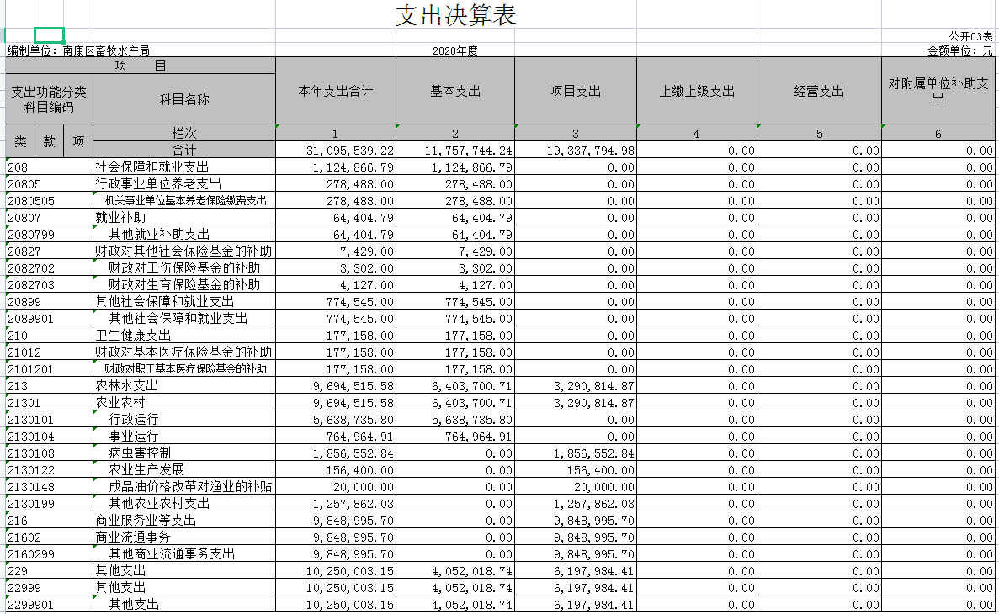 支出决算表
公开03表
编制单位：南康区畜牧水产局 2020年度 金额单位：元
项 目 本年支出合计 基本支出 项目支出 上缴上级支出 经营支出 对附属单位补助支出
支出功能分类科目编码 科目名称
类 款 项 栏次 1 2 3 4 5 6
合计 31,095,539.22 11,757,744.24 19,337,794.98 0.00 0.00 0.00
208 社会保障和就业支出 1,124,866.79 1,124,866.79 0.00 0.00 0.00 0.00
20805 行政事业单位养老支出 278,488.00 278,488.00 0.00 0.00 0.00 0.00
2080505 机关事业单位基本养老保险缴费支出 278,488.00 278,488.00 0.00 0.00 0.00 0.00
20807 就业补助 64,404.79 64,404.79 0.00 0.00 0.00 0.00
2080799 其他就业补助支出 64,404.79 64,404.79 0.00 0.00 0.00 0.00
20827 财政对其他社会保险基金的补助 7,429.00 7,429.00 0.00 0.00 0.00 0.00
2082702 财政对工伤保险基金的补助 3,302.00 3,302.00 0.00 0.00 0.00 0.00
2082703 财政对生育保险基金的补助 4,127.00 4,127.00 0.00 0.00 0.00 0.00
20899 其他社会保障和就业支出 774,545.00 774,545.00 0.00 0.00 0.00 0.00
2089901 其他社会保障和就业支出 774,545.00 774,545.00 0.00 0.00 0.00 0.00
210 卫生健康支出 177,158.00 177,158.00 0.00 0.00 0.00 0.00
21012 财政对基本医疗保险基金的补助 177,158.00 177,158.00 0.00 0.00 0.00 0.00
2101201 财政对职工基本医疗保险基金的补助 177,158.00 177,158.00 0.00 0.00 0.00 0.00
213 农林水支出 9,694,515.58 6,403,700.71 3,290,814.87 0.00 0.00 0.00
21301 农业农村 9,694,515.58 6,403,700.71 3,290,814.87 0.00 0.00 0.00
2130101 行政运行 5,638,735.80 5,638,735.80 0.00 0.00 0.00 0.00
2130104 事业运行 764,964.91 764,964.91 0.00 0.00 0.00 0.00
2130108 病虫害控制 1,856,552.84 0.00 1,856,552.84 0.00 0.00 0.00
2130122 农业生产发展 156,400.00 0.00 156,400.00 0.00 0.00 0.00
2130148 成品油价格改革对渔业的补贴 20,000.00 0.00 20,000.00 0.00 0.00 0.00
2130199 其他农业农村支出 1,257,862.03 0.00 1,257,862.03 0.00 0.00 0.00
216 商业服务业等支出 9,848,995.70 0.00 9,848,995.70 0.00 0.00 0.00
21602 商业流通事务 9,848,995.70 0.00 9,848,995.70 0.00 0.00 0.00
2160299 其他商业流通事务支出 9,848,995.70 0.00 9,848,995.70 0.00 0.00 0.00
229 其他支出 10,250,003.15 4,052,018.74 6,197,984.41 0.00 0.00 0.00
22999 其他支出 10,250,003.15 4,052,018.74 6,197,984.41 0.00 0.00 0.00
2299901 其他支出 10,250,003.15 4,052,018.74 6,197,984.41 0.00 0.00 0.00